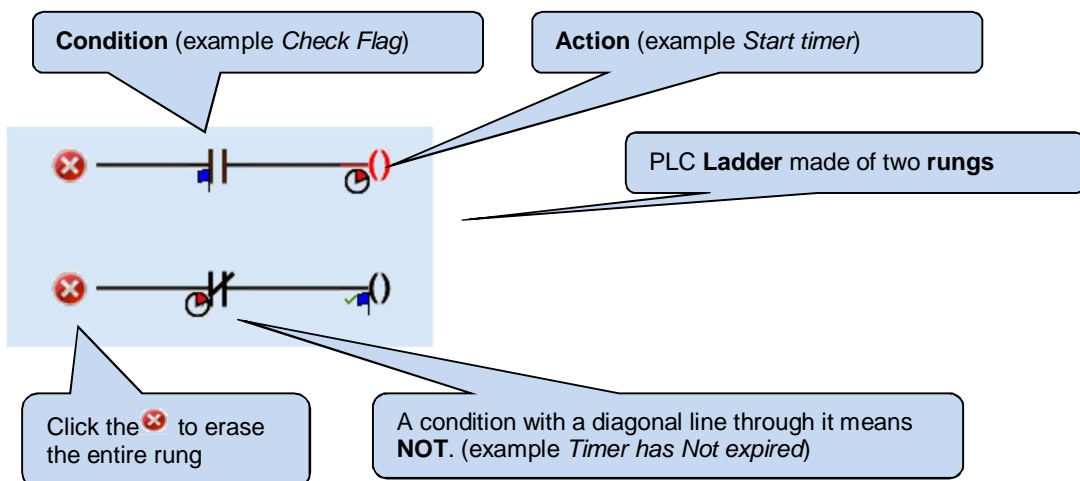 Condition (example Check Flag)
Action (example Start timer)
PLC Ladder made of two rungs
Click the to erase
the entire rung
A condition with a diagonal line through it means
NOT. (example Timer has Not expired)